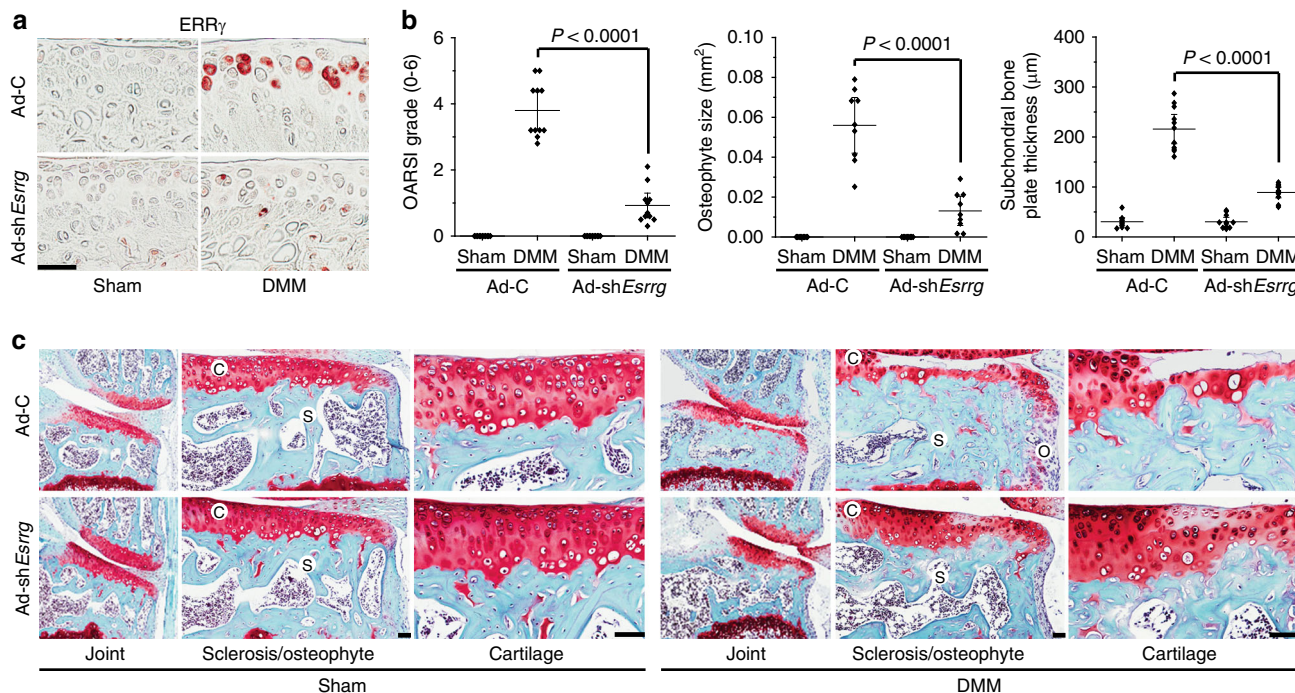 a
ERRγ
Ad-C
Ad-shEsrrg
Sham DMM
b
P < 0.0001
OARSI grade (0-6)
6
4
2
0
Sham DMM Sham DMM
Ad-C Ad-shEsrrg
P < 0.0001
Osteophyte size (mm²)
0.10
0.08
0.06
0.04
0.02
0.00
Sham DMM Sham DMM
Ad-C Ad-shEsrrg
P < 0.0001
Subchondral bone
plate thickness (μm)
400
300
200
100
0
Sham DMM Sham DMM
Ad-C Ad-shEsrrg
c
Ad-C
C S
C S O
Ad-shEsrrg
C S
C S
Joint Sclerosis/osteophyte Cartilage Joint Sclerosis/osteophyte Cartilage
Sham DMM